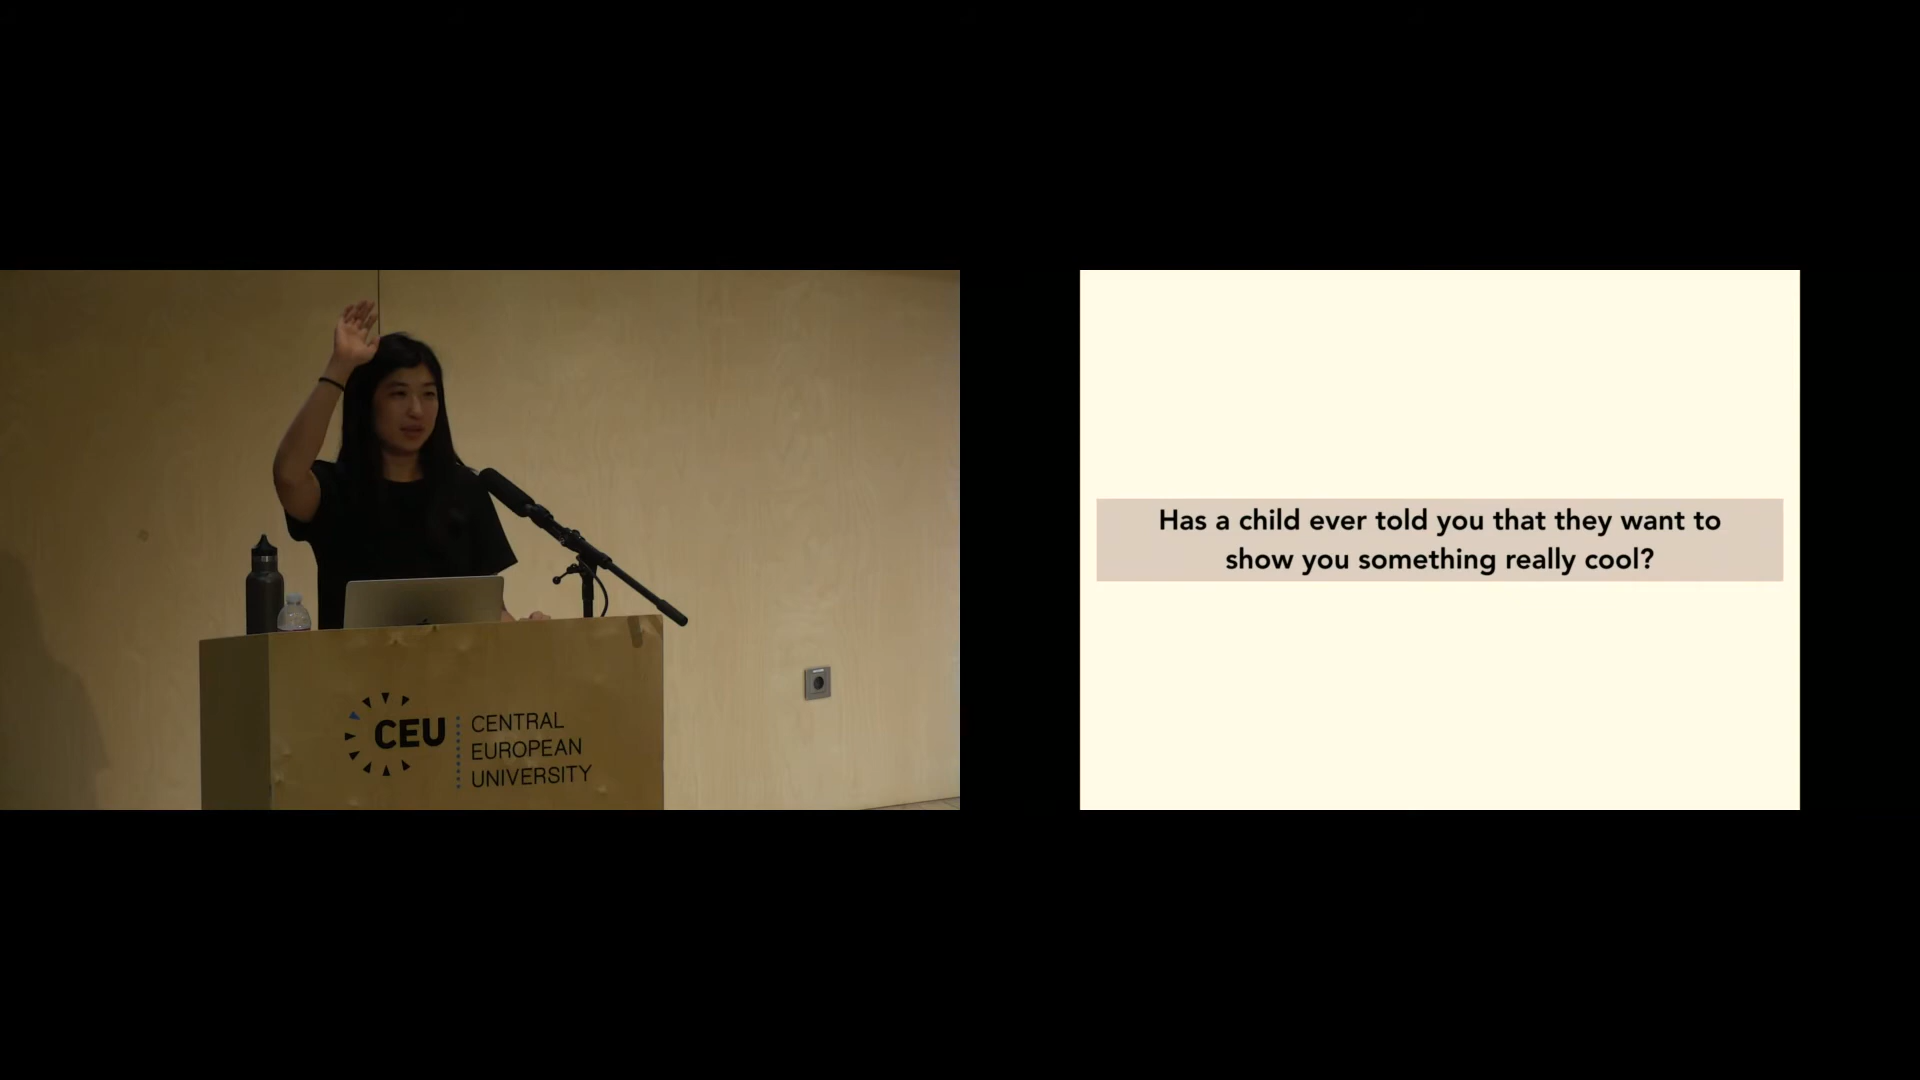 CEU
CENTRAL
EUROPEAN
UNIVERSITY
Has a child ever told you that they want to
show you something really cool?